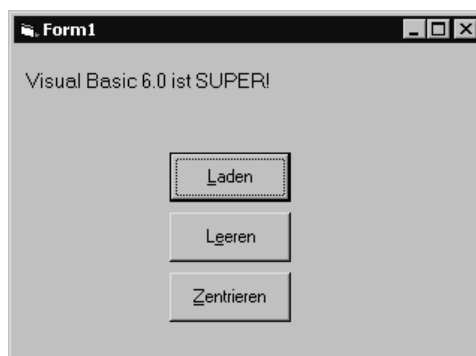 Form1
Visual Basic 6.0 ist SUPER!
Laden
Leeren
Zentrieren